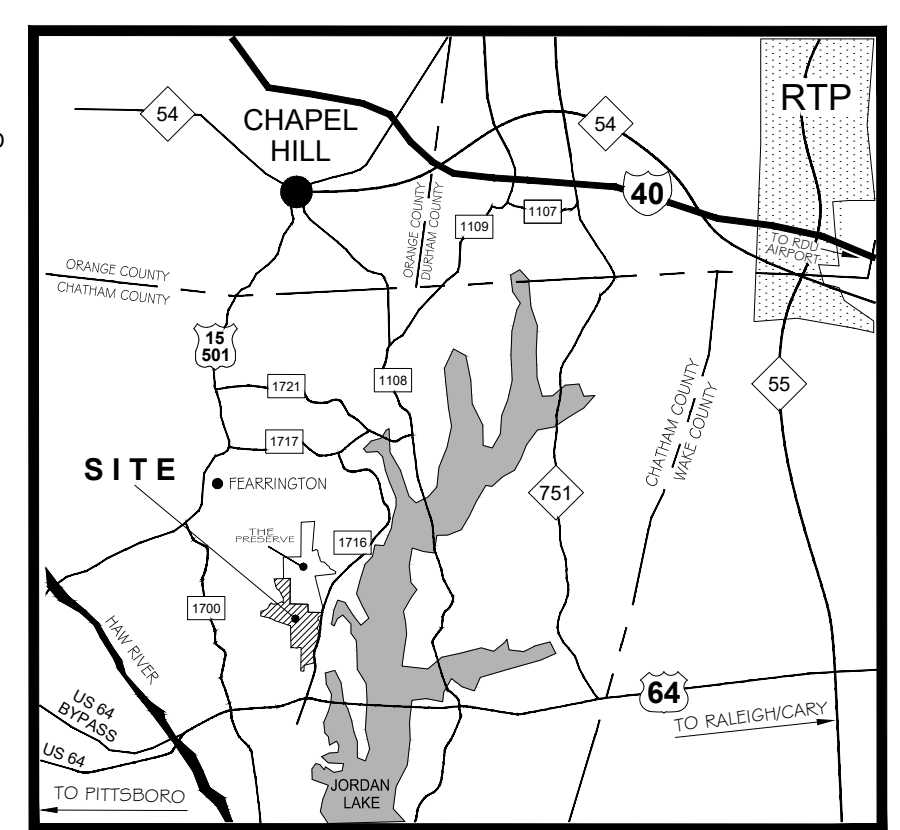 RTP
54
CHAPEL
HILL
54
40
1107
1109
ORANGE COUNTY
DURHAM COUNTY
TO RDU
AIRPORT
ORANGE COUNTY
CHATHAM COUNTY
15
501
1721
1108
55
CHATHAM COUNTY
WAKE COUNTY
1717
SITE
FEARRINGTON
751
THE
PRESERVE
1716
1700
HAW RIVER
64
US 64
BYPASS
TO RALEIGH/CARY
US 64
JORDAN
LAKE
TO PITTSBORO